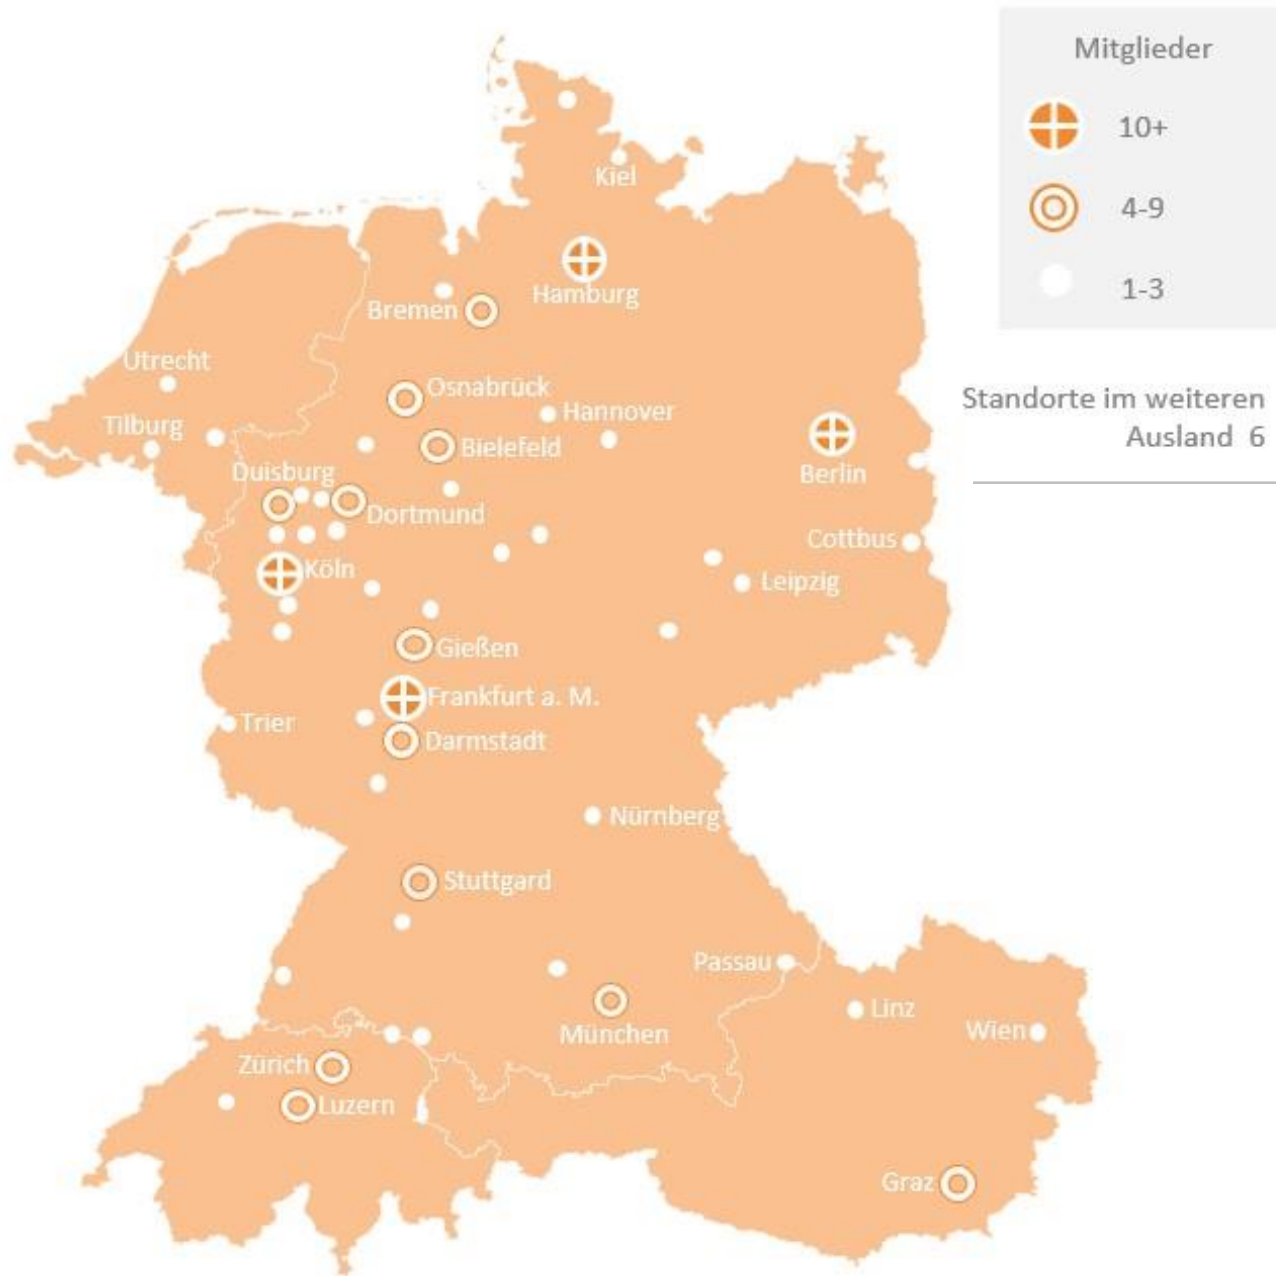 Mitglieder
10+
4-9
1-3
Standorte im weiteren
Ausland 6
Kiel
Hamburg
Bremen
Utrecht
Osnabrück
Hannover
Tilburg
Bielefeld
Berlin
Duisburg
Dortmund
Cottbus
Köln
Leipzig
Gießen
Frankfurt a. M.
Trier
Darmstadt
Nürnberg
Stuttgard
Passau
Linz
München
Wien
Zürich
Luzern
Graz